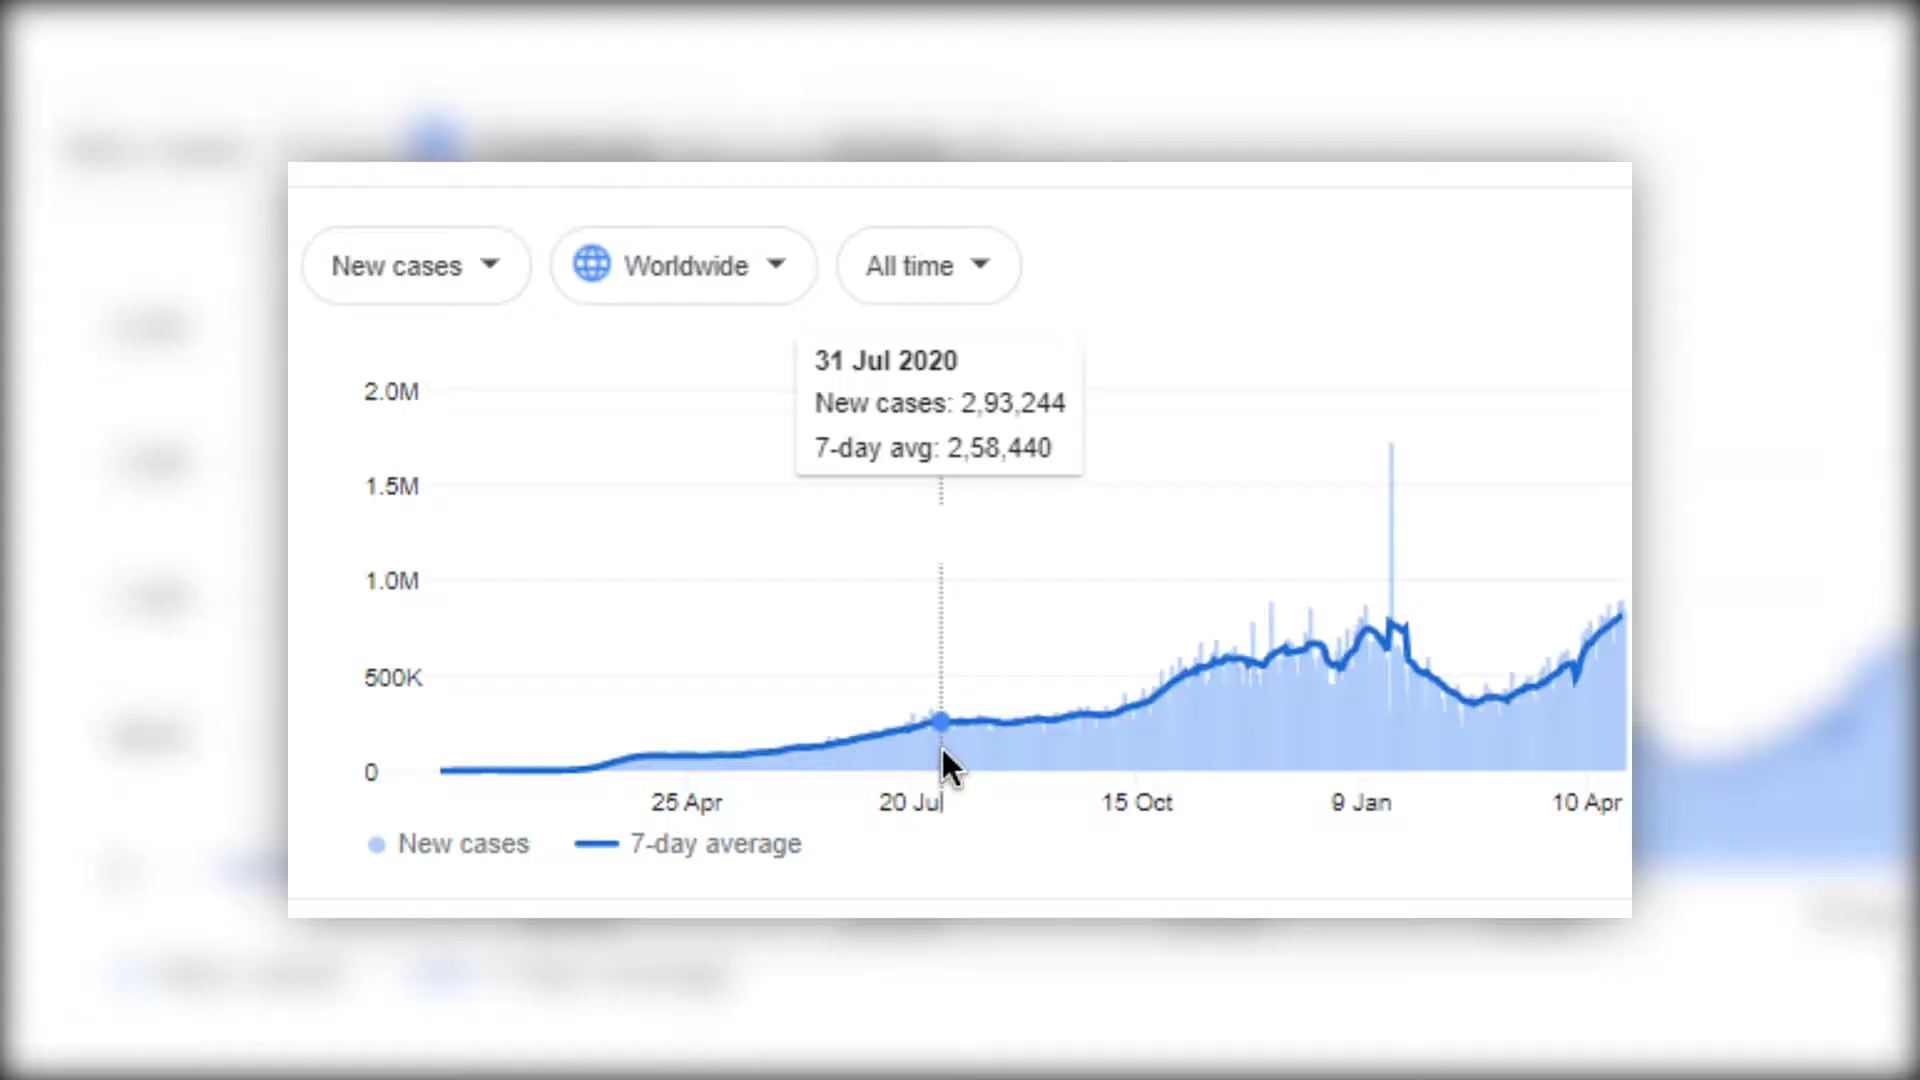 New cases
Worldwide
All time
31 Jul 2020
New cases: 2,93,244
7-day avg: 2,58,440
2.0M
1.5M
1.0M
500K
0
25 Apr
20 Jul
15 Oct
9 Jan
10 Apr
New cases
7-day average